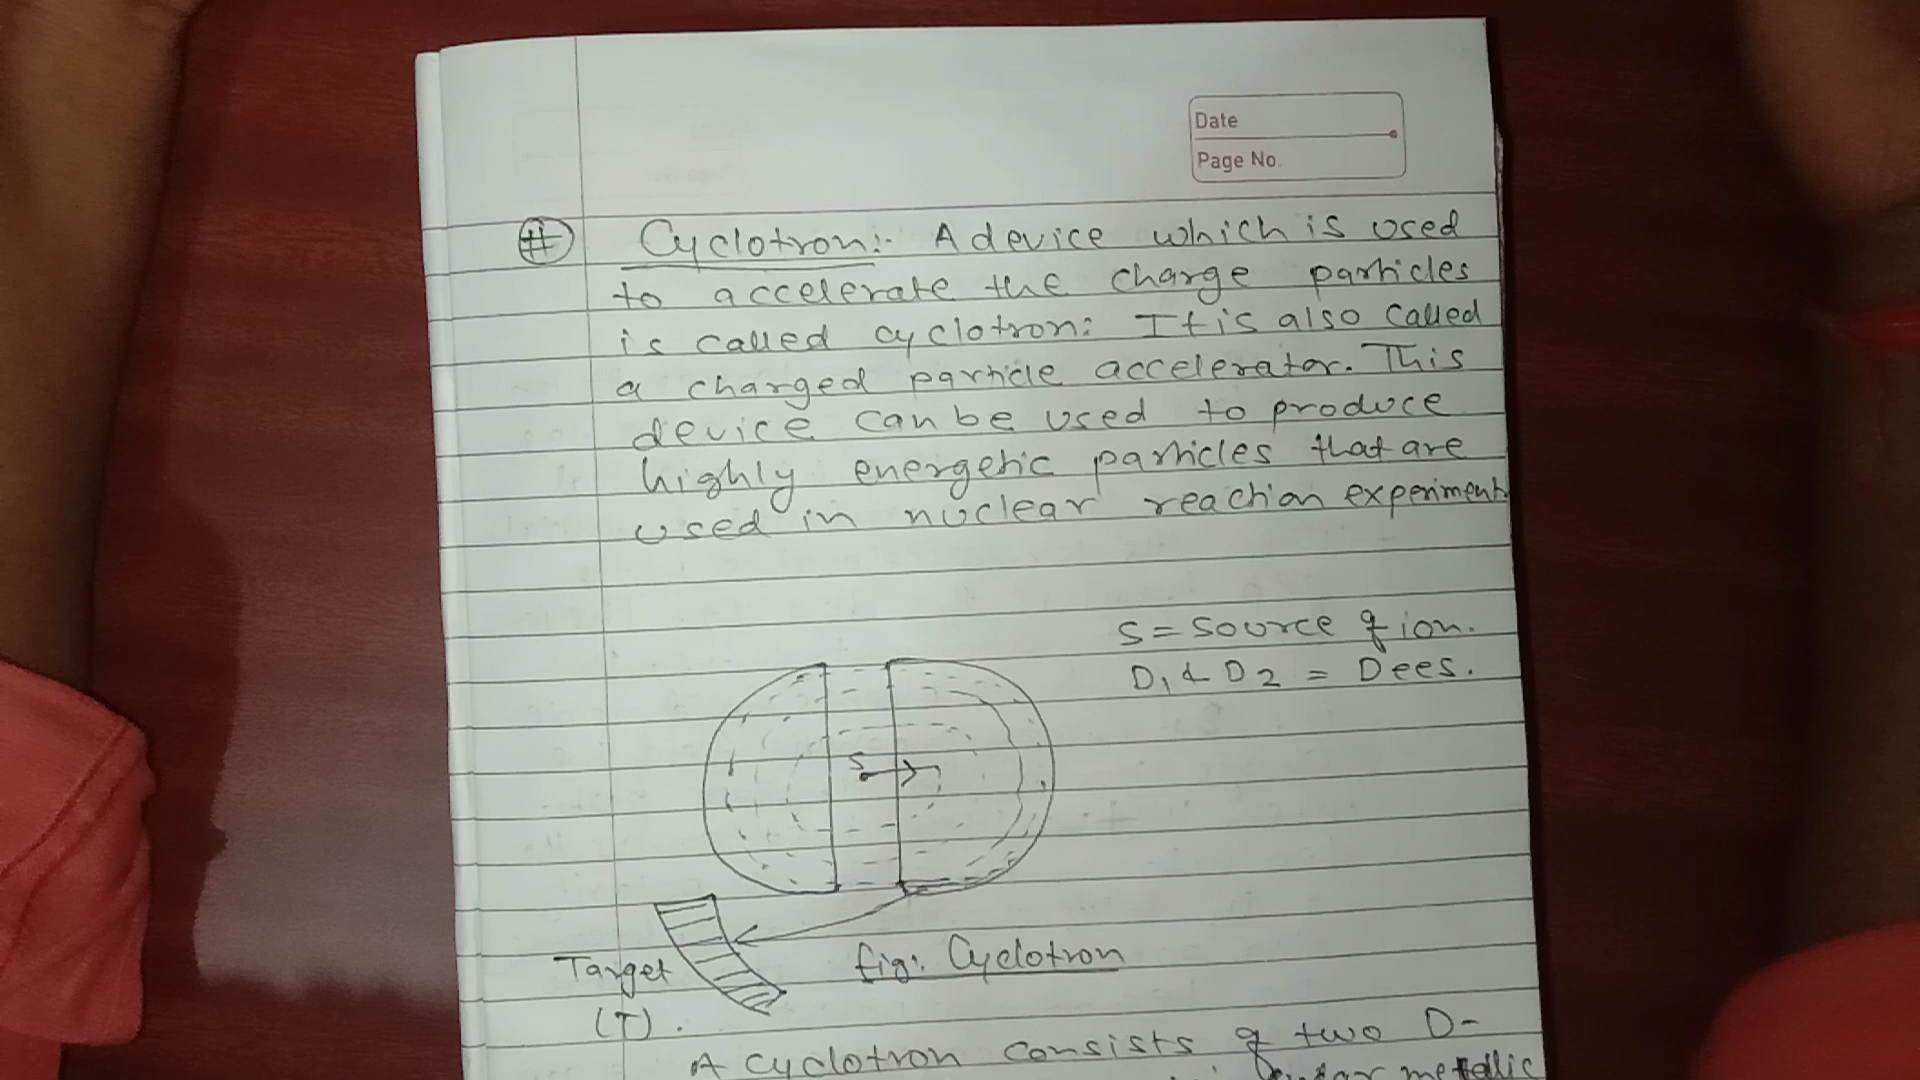 Date
Page No.
# Cyclotron:- A device which is used
to accelerate the charge particles
is called cyclotron: It is also called
a charged particle accelerator. This
device can be used to produce
highly energetic particles that are
used in nuclear reaction experiment
S = Source of ion.
D1 & D2 = Dees.
S
Target
fig: Cyclotron
(T).
A cyclotron consists of two D-
metallic